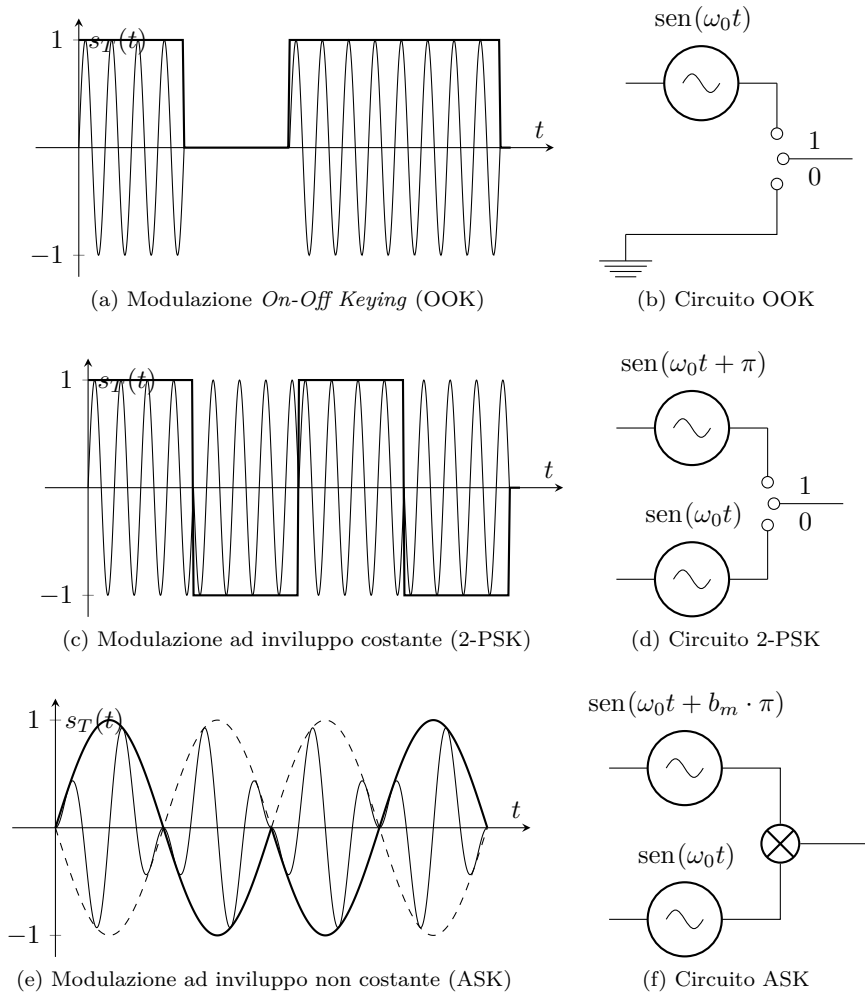 sen(ω₀t)
1
s_T(t)
t
−1
1
0
(a) Modulazione On-Off Keying (OOK)
(b) Circuito OOK
sen(ω₀t + π)
1
s_T(t)
t
−1
sen(ω₀t)
1
0
(c) Modulazione ad inviluppo costante (2-PSK)
(d) Circuito 2-PSK
sen(ω₀t + b_m · π)
1
s_T(t)
t
−1
sen(ω₀t)
(e) Modulazione ad inviluppo non costante (ASK)
(f) Circuito ASK